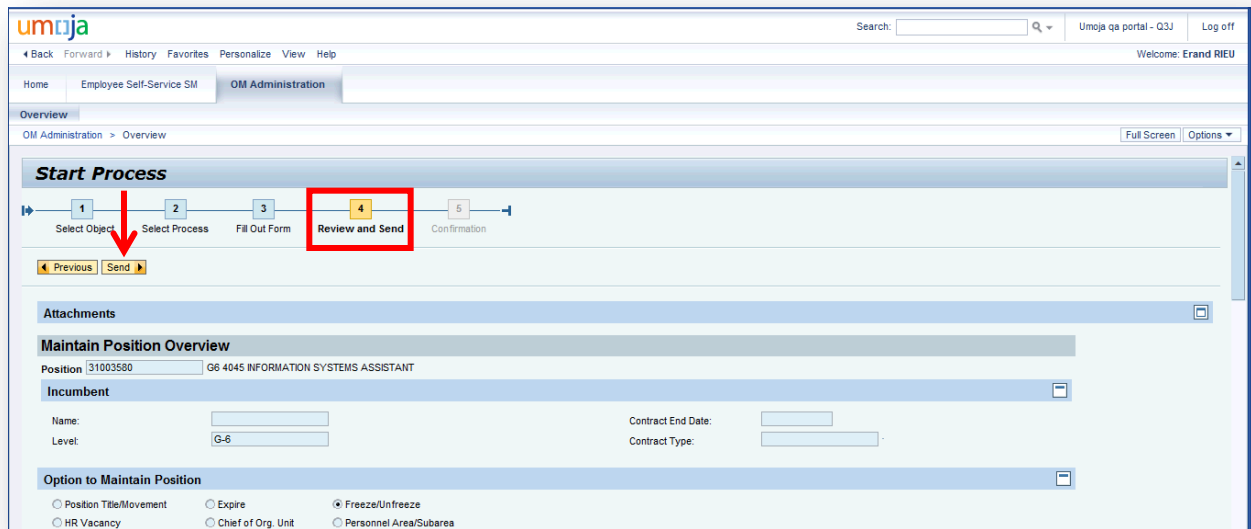 umoja
Search: Umoja qa portal - Q3J Log off
Back Forward History Favorites Personalize View Help Welcome: Erand RIEU
Home Employee Self-Service SM OM Administration
Overview
OM Administration > Overview Full Screen Options
Start Process
1 2 3 4 5
Select Object Select Process Fill Out Form Review and Send Confirmation
Previous Send
Attachments
Maintain Position Overview
Position 31003580 G6 4045 INFORMATION SYSTEMS ASSISTANT
Incumbent
Name: Contract End Date:
Level: G-6 Contract Type:
Option to Maintain Position
Position Title/Movement Expire Freeze/Unfreeze
HR Vacancy Chief of Org. Unit Personnel Area/Subarea